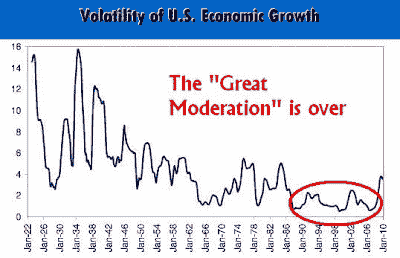 Volatility of U.S. Economic Growth
The "Great
Moderation" is over
16
14
12
10
8
6
4
2
0
Jan-22
Jan-26
Jan-30
Jan-34
Jan-38
Jan-42
Jan-46
Jan-50
Jan-54
Jan-58
Jan-62
Jan-66
Jan-70
Jan-74
Jan-78
Jan-82
Jan-86
Jan-90
Jan-94
Jan-98
Jan-02
Jan-06
Jan-10